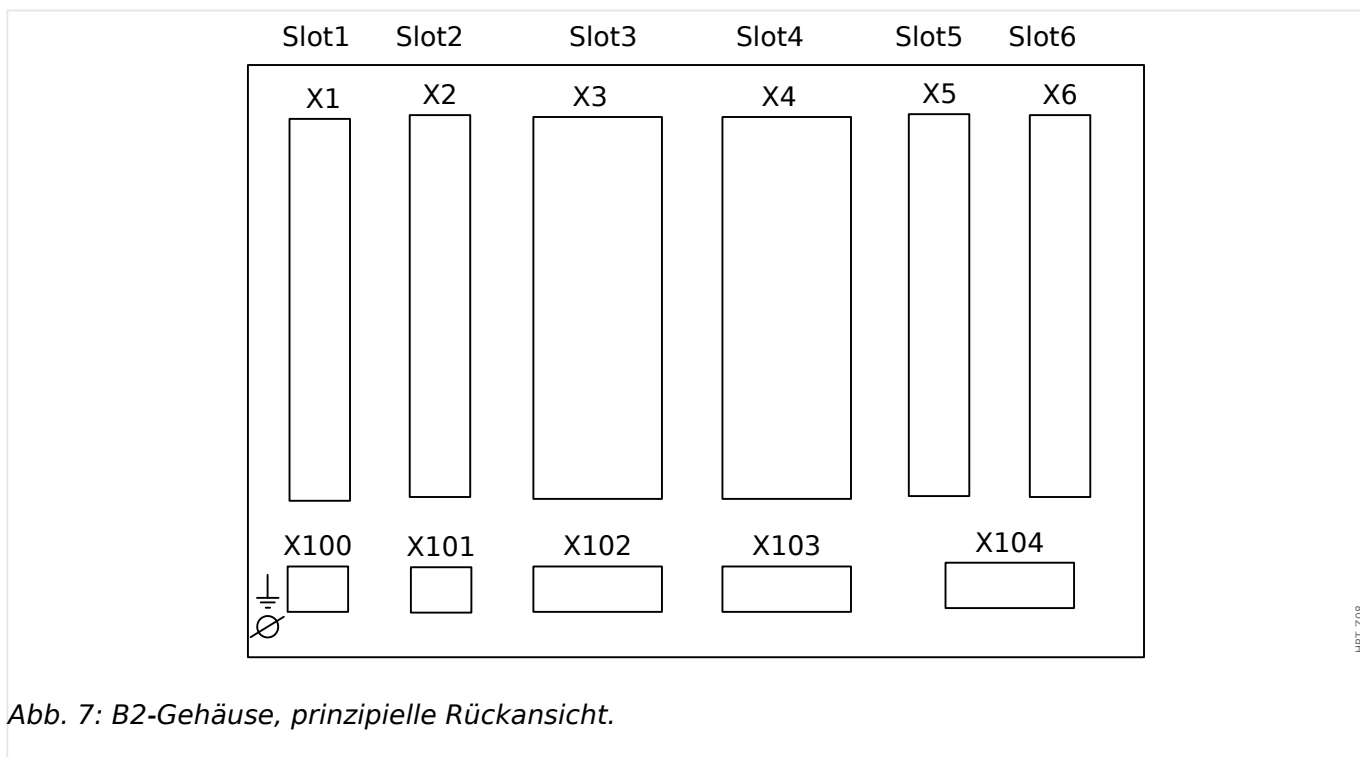 Slot1 Slot2 Slot3 Slot4 Slot5 Slot6
X1 X2 X3 X4 X5 X6
X100 X101 X102 X103 X104
Abb. 7: B2-Gehäuse, prinzipielle Rückansicht.